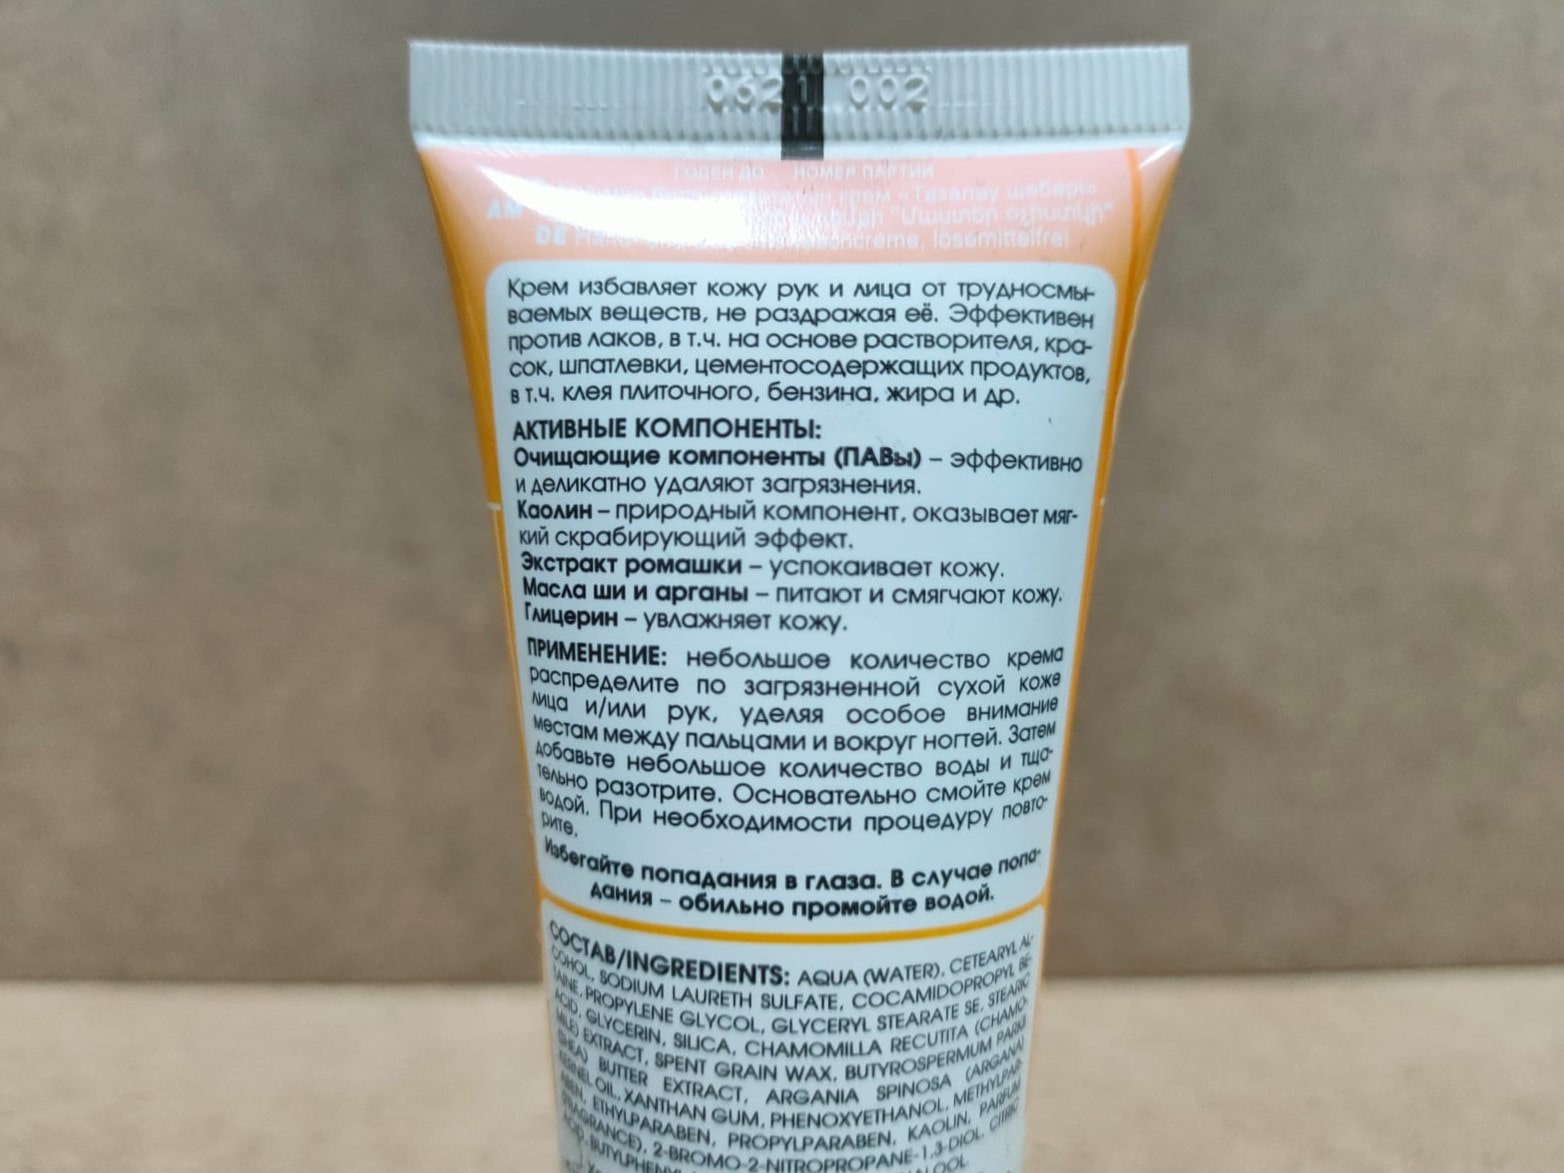 0621 002
ГОДЕН ДО НОМЕР ПАРТИИ
крем «Тазалау шебері»
DE
lösemittelfrei
Крем избавляет кожу рук и лица от трудносмы-
ваемых веществ, не раздражая её. Эффективен
против лаков, в т.ч. на основе растворителя, кра-
сок, шпатлевки, цементосодержащих продуктов,
в т.ч. клея плиточного, бензина, жира и др.
АКТИВНЫЕ КОМПОНЕНТЫ:
Очищающие компоненты (ПАВы) – эффективно
и деликатно удаляют загрязнения.
Каолин – природный компонент, оказывает мяг-
кий скрабирующий эффект.
Экстракт ромашки – успокаивает кожу.
Масла ши и арганы – питают и смягчают кожу.
Глицерин – увлажняет кожу.
ПРИМЕНЕНИЕ: небольшое количество крема
распределите по загрязненной сухой коже
лица и/или рук, уделяя особое внимание
местам между пальцами и вокруг ногтей. Затем
добавьте небольшое количество воды и тща-
тельно разотрите. Основательно смойте крем
водой. При необходимости процедуру повто-
рите.
Избегайте попадания в глаза. В случае попа-
дания – обильно промойте водой.
СОСТАВ/INGREDIENTS: AQUA (WATER), CETEARYL AL-
COHOL, SODIUM LAURETH SULFATE, COCAMIDOPROPYL BE-
TAINE, PROPYLENE GLYCOL, GLYCERYL STEARATE SE, STEARIC
ACID, GLYCERIN, SILICA, CHAMOMILLA RECUTITA (CHAMO-
MILE) EXTRACT, SPENT GRAIN WAX, BUTYROSPERMUM PARKII
(SHEA) BUTTER EXTRACT, ARGANIA SPINOSA (ARGANA)
KERNEL OIL, XANTHAN GUM, PHENOXYETHANOL, METHYLPAR-
ABEN, ETHYLPARABEN, PROPYLPARABEN, KAOLIN, PARFUM
(FRAGRANCE), 2-BROMO-2-NITROPROPANE-1,3-DIOL, CITRIC
ACID,